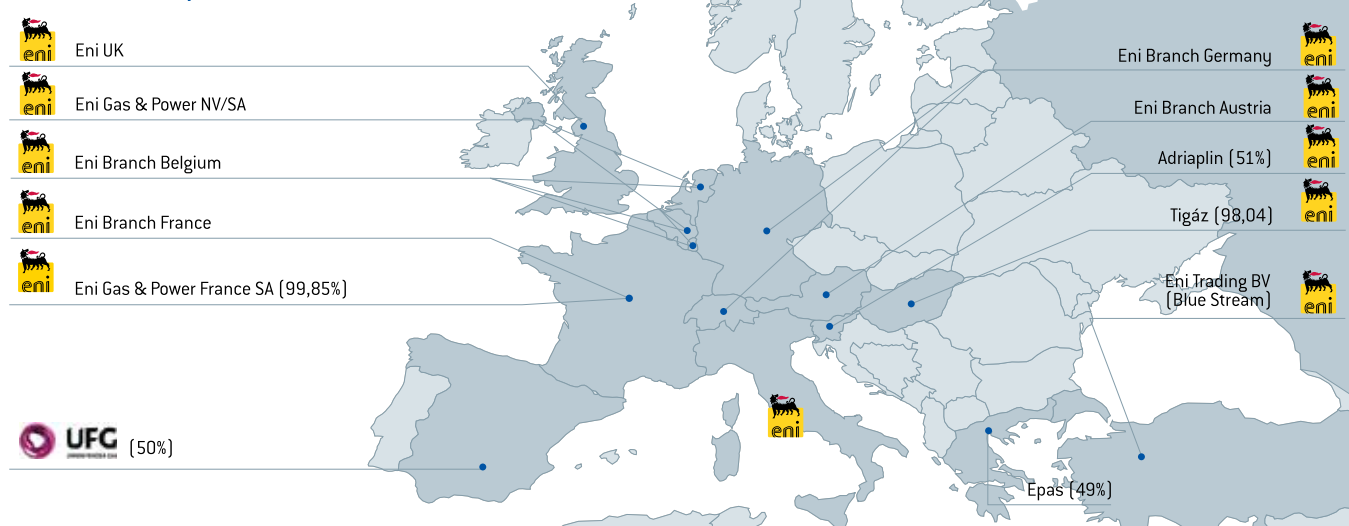 eni
Eni UK
eni
Eni Gas & Power NV/SA
eni
Eni Branch Belgium
eni
Eni Branch France
eni
Eni Gas & Power France SA (99,85%)
UFG
(50%)
eni
Eni Branch Germany
eni
Eni Branch Austria
eni
Adriaplin (51%)
eni
Tigáz (98,04)
eni
Eni Trading BV
(Blue Stream)
eni
Epas (49%)